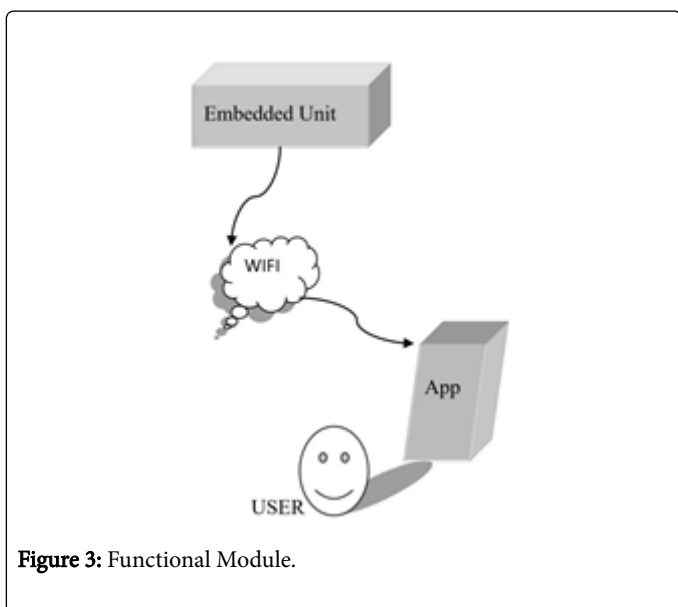 Embedded Unit
WIFI
App
USER
Figure 3: Functional Module.